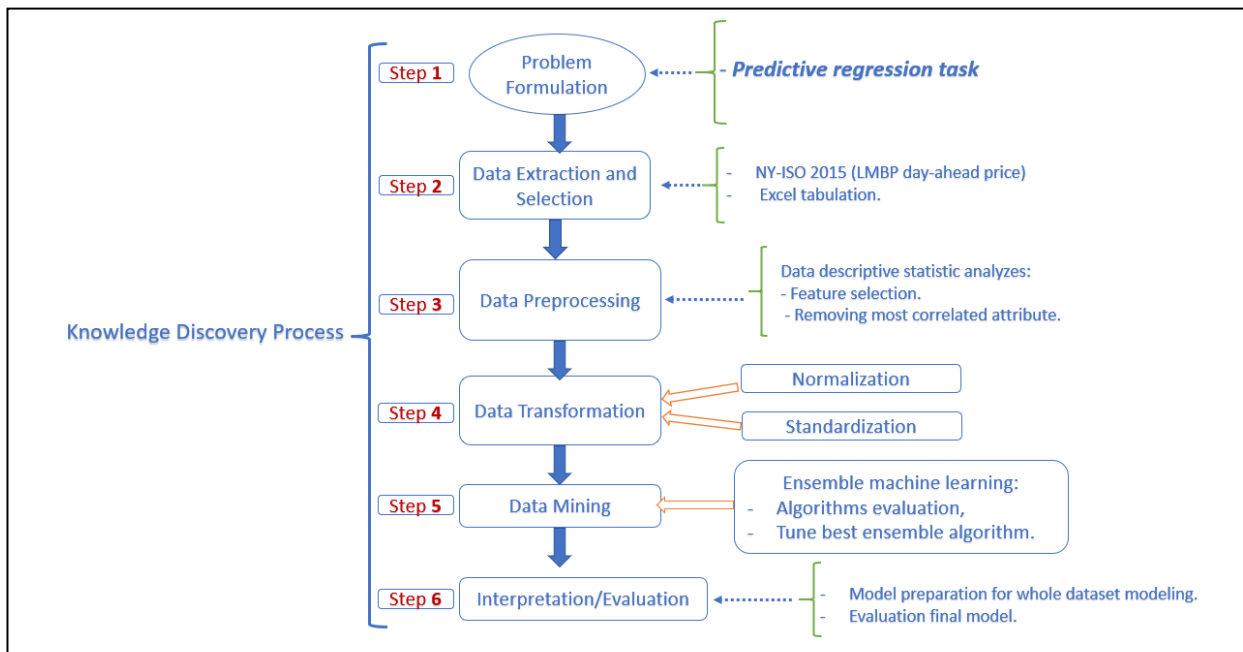 Knowledge Discovery Process
Step 1
Problem
Formulation
- Predictive regression task
Step 2
Data Extraction and
Selection
- NY-ISO 2015 (LMBP day-ahead price)
- Excel tabulation.
Step 3
Data Preprocessing
Data descriptive statistic analyzes:
- Feature selection.
- Removing most correlated attribute.
Step 4
Data Transformation
Normalization
Standardization
Step 5
Data Mining
Ensemble machine learning:
- Algorithms evaluation,
- Tune best ensemble algorithm.
Step 6
Interpretation/Evaluation
- Model preparation for whole dataset modeling.
- Evaluation final model.